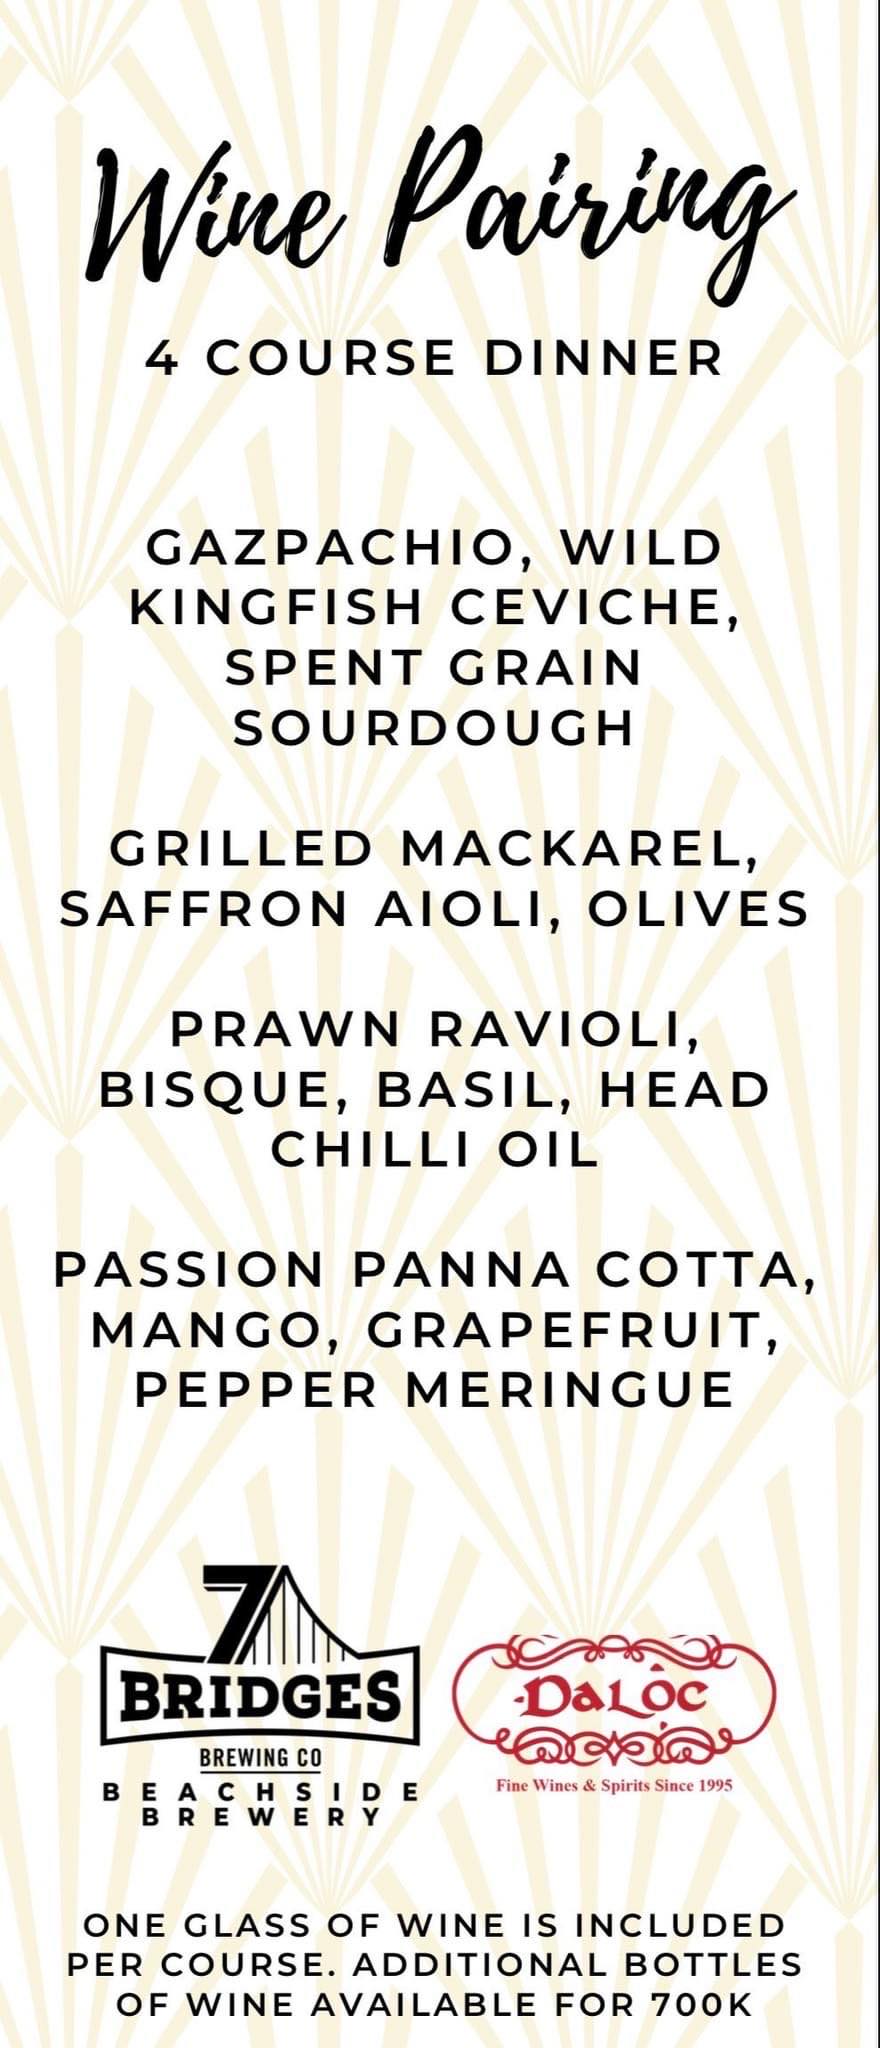 Wine Pairing
4 COURSE DINNER
GAZPACHIO, WILD
KINGFISH CEVICHE,
SPENT GRAIN
SOURDOUGH
GRILLED MACKAREL,
SAFFRON AIOLI, OLIVES
PRAWN RAVIOLI,
BISQUE, BASIL, HEAD
CHILLI OIL
PASSION PANNA COTTA,
MANGO, GRAPEFRUIT,
PEPPER MERINGUE
7
BRIDGES
BREWING CO
BEACHSIDE
BREWERY
DaLộc
Fine Wines & Spirits Since 1995
ONE GLASS OF WINE IS INCLUDED
PER COURSE. ADDITIONAL BOTTLES
OF WINE AVAILABLE FOR 700K